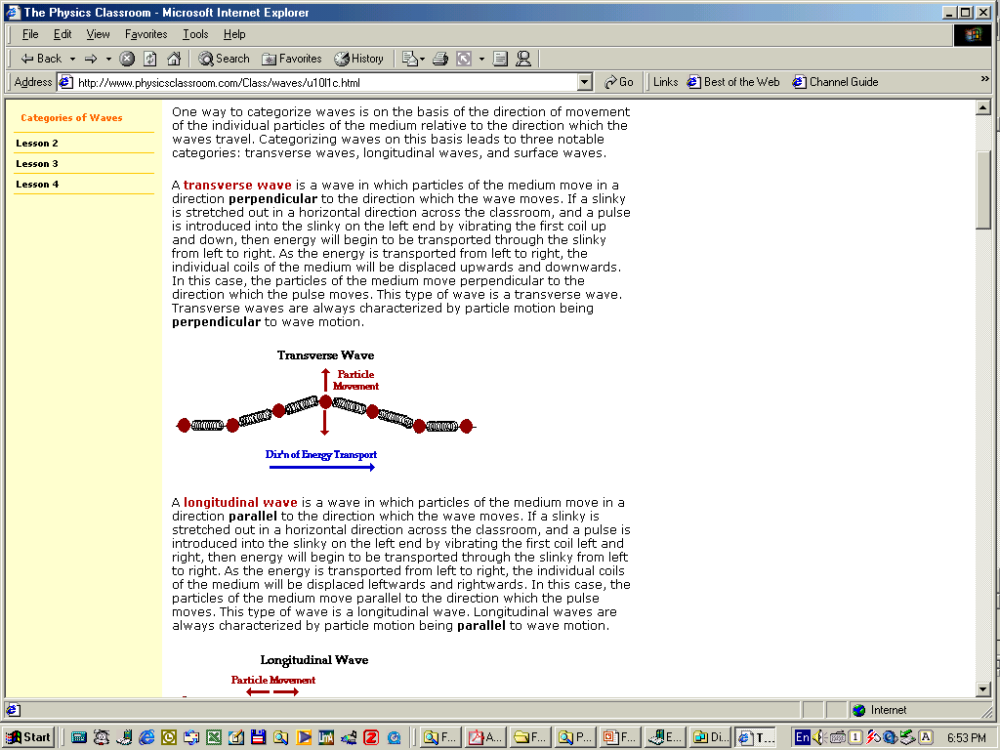 The Physics Classroom - Microsoft Internet Explorer
File Edit View Favorites Tools Help
Back Search Favorites History
Address http://www.physicsclassroom.com/Class/waves/u10l1c.html Go Links Best of the Web Channel Guide »
Categories of Waves
Lesson 2
Lesson 3
Lesson 4
One way to categorize waves is on the basis of the direction of movement
of the individual particles of the medium relative to the direction which the
waves travel. Categorizing waves on this basis leads to three notable
categories: transverse waves, longitudinal waves, and surface waves.
A transverse wave is a wave in which particles of the medium move in a
direction perpendicular to the direction which the wave moves. If a slinky
is stretched out in a horizontal direction across the classroom, and a pulse
is introduced into the slinky on the left end by vibrating the first coil up
and down, then energy will begin to be transported through the slinky
from left to right. As the energy is transported from left to right, the
individual coils of the medium will be displaced upwards and downwards.
In this case, the particles of the medium move perpendicular to the
direction which the pulse moves. This type of wave is a transverse wave.
Transverse waves are always characterized by particle motion being
perpendicular to wave motion.
Transverse Wave
Particle
Movement
Dir'n of Energy Transport
A longitudinal wave is a wave in which particles of the medium move in a
direction parallel to the direction which the wave moves. If a slinky is
stretched out in a horizontal direction across the classroom, and a pulse is
introduced into the slinky on the left end by vibrating the first coil left and
right, then energy will begin to be transported through the slinky from left
to right. As the energy is transported from left to right, the individual coils
of the medium will be displaced leftwards and rightwards. In this case, the
particles of the medium move parallel to the direction which the pulse
moves. This type of wave is a longitudinal wave. Longitudinal waves are
always characterized by particle motion being parallel to wave motion.
Longitudinal Wave
Particle Movement
Internet
Start F... A... F... P... F... E... Di... T... En 1 A 6:53 PM